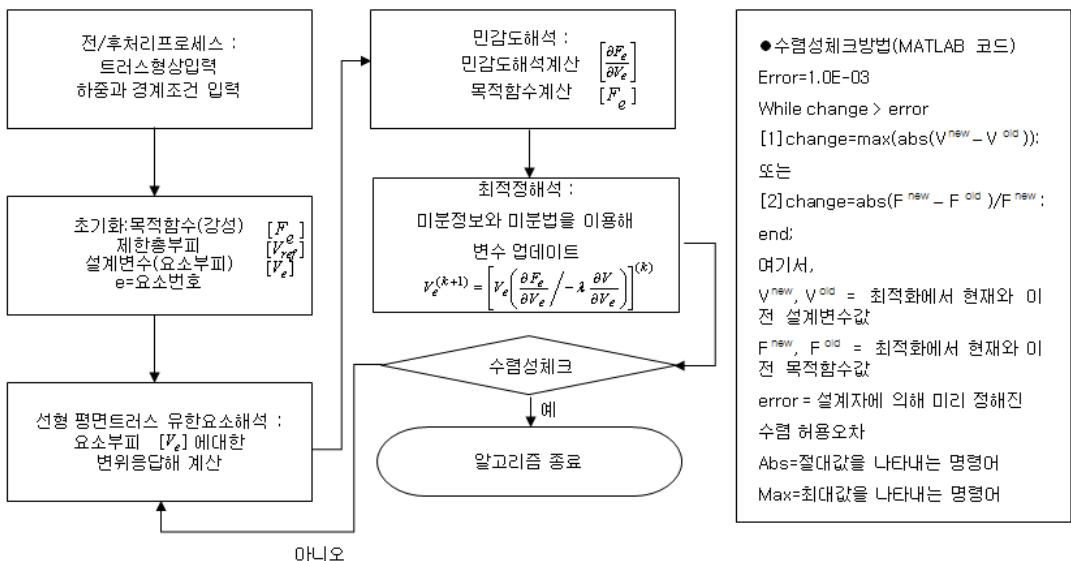 전/후처리프로세스 :
트러스형상입력
하중과 경계조건 입력
초기화:목적함수(강성) [F_e]
제한총부피 [V_ref]
설계변수(요소부피) [V_e]
e=요소번호
선형 평면트러스 유한요소해석 :
요소부피 [V_e] 에대한
변위응답해 계산
민감도해석 :
민감도해석계산 [∂F_e/∂V_e]
목적함수계산 [F_e]
최적정해석 :
미분정보와 미분법을 이용해
변수 업데이트
V_e^(k+1) = [V_e(∂F_e/∂V_e / −λ ∂V/∂V_e)]^(k)
수렴성체크
예
알고리즘 종료
아니오
●수렴성체크방법(MATLAB 코드)
Error=1.0E-03
While change > error
[1]change=max(abs(V^new − V^old));
또는
[2]change=abs(F^new − F^old)/F^new ;
end;
여기서,
V^new, V^old = 최적화에서 현재와 이
전 설계변수값
F^new, F^old = 최적화에서 현재와 이
전 목적함수값
error = 설계자에 의해 미리 정해진
수렴 허용오차
Abs=절대값을 나타내는 명령어
Max=최대값을 나타내는 명령어